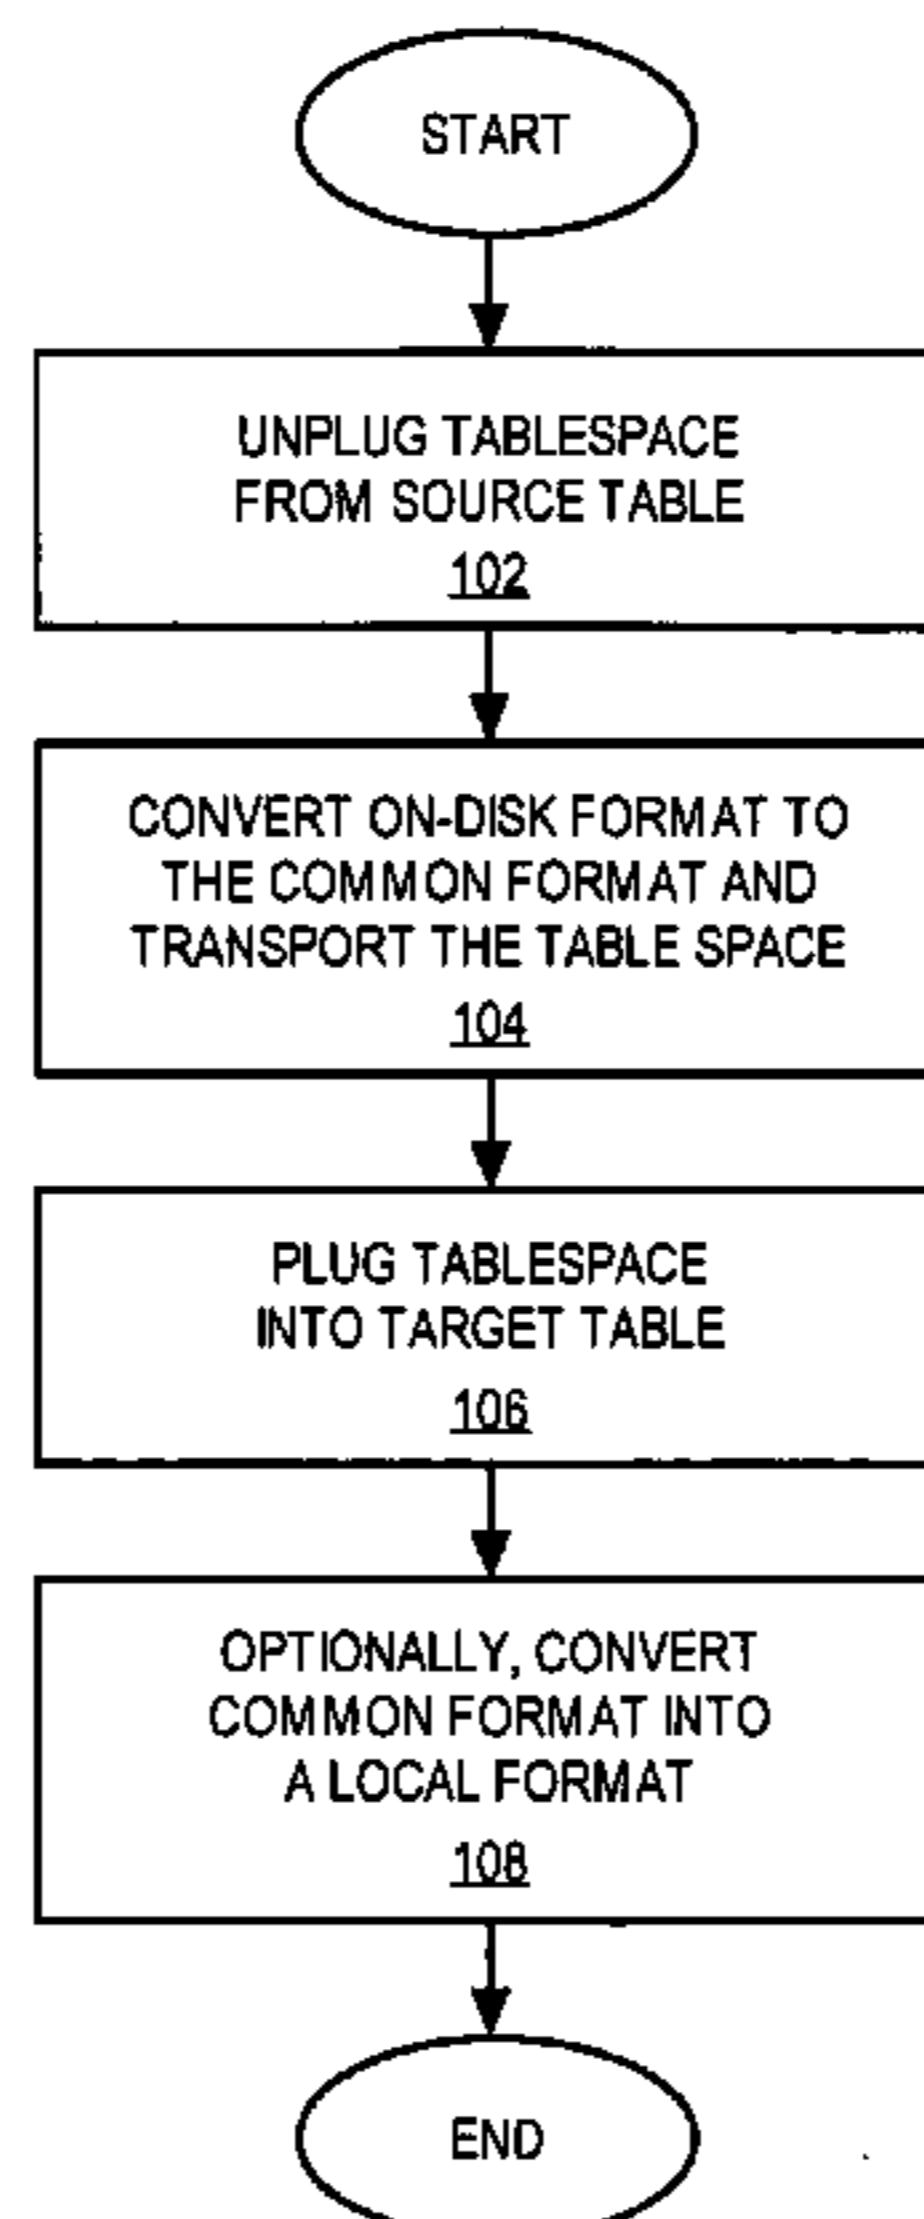 START
UNPLUG TABLESPACE
FROM SOURCE TABLE
102
CONVERT ON-DISK FORMAT TO
THE COMMON FORMAT AND
TRANSPORT THE TABLE SPACE
104
PLUG TABLESPACE
INTO TARGET TABLE
106
OPTIONALLY, CONVERT
COMMON FORMAT INTO
A LOCAL FORMAT
108
END